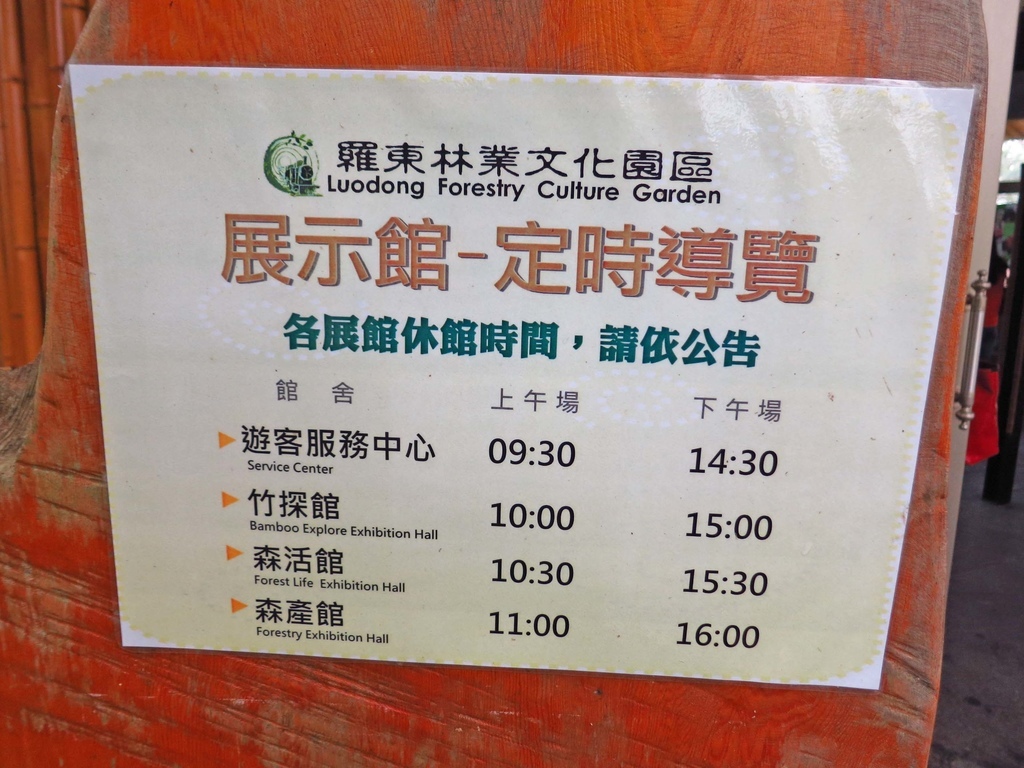 羅東林業文化園區
Luodong Forestry Culture Garden
展示館-定時導覽
各展館休館時間，請依公告
館 舍 上午場 下午場
遊客服務中心 09:30 14:30
Service Center
竹探館 10:00 15:00
Bamboo Explore Exhibition Hall
森活館 10:30 15:30
Forest Life Exhibition Hall
森產館 11:00 16:00
Forestry Exhibition Hall